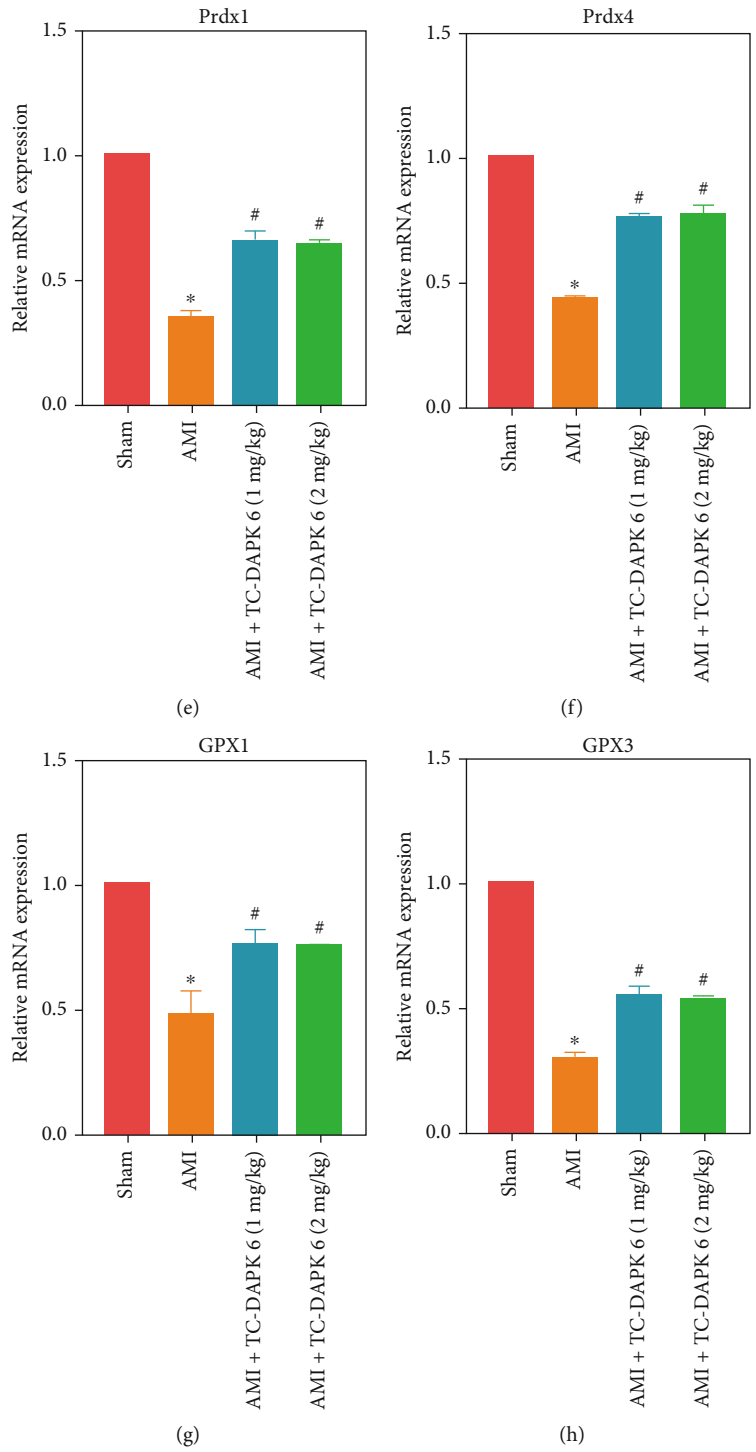 Prdx1
1.5
1.0
0.5
0.0
Relative mRNA expression
*
#
#
Sham
AMI
AMI + TC-DAPK 6 (1 mg/kg)
AMI + TC-DAPK 6 (2 mg/kg)
(e)
Prdx4
1.5
1.0
0.5
0.0
Relative mRNA expression
*
#
#
Sham
AMI
AMI + TC-DAPK 6 (1 mg/kg)
AMI + TC-DAPK 6 (2 mg/kg)
(f)
GPX1
1.5
1.0
0.5
0.0
Relative mRNA expression
*
#
#
Sham
AMI
AMI + TC-DAPK 6 (1 mg/kg)
AMI + TC-DAPK 6 (2 mg/kg)
(g)
GPX3
1.5
1.0
0.5
0.0
Relative mRNA expression
*
#
#
Sham
AMI
AMI + TC-DAPK 6 (1 mg/kg)
AMI + TC-DAPK 6 (2 mg/kg)
(h)